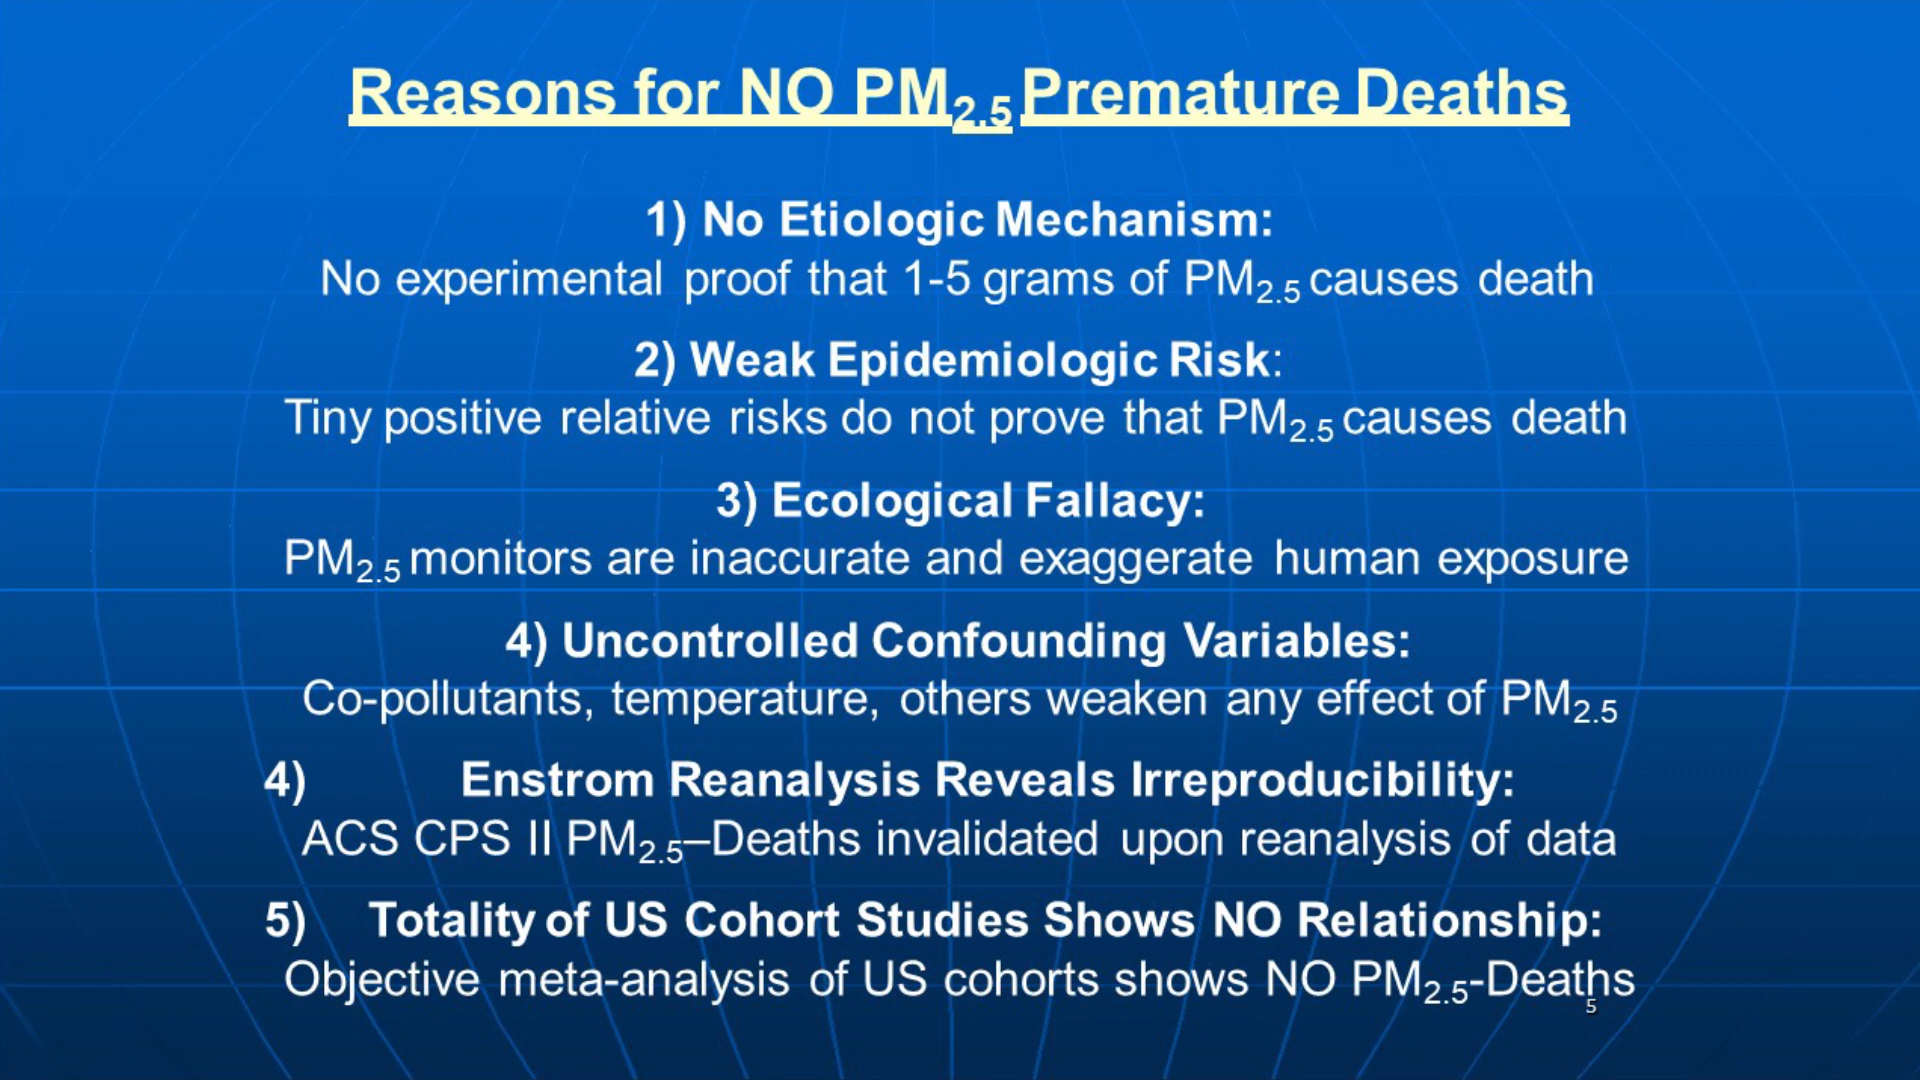 Reasons for NO PM2.5 Premature Deaths
1) No Etiologic Mechanism:
No experimental proof that 1-5 grams of PM2.5 causes death
2) Weak Epidemiologic Risk:
Tiny positive relative risks do not prove that PM2.5 causes death
3) Ecological Fallacy:
PM2.5 monitors are inaccurate and exaggerate human exposure
4) Uncontrolled Confounding Variables:
Co-pollutants, temperature, others weaken any effect of PM2.5
4) Enstrom Reanalysis Reveals Irreproducibility:
ACS CPS II PM2.5–Deaths invalidated upon reanalysis of data
5) Totality of US Cohort Studies Shows NO Relationship:
Objective meta-analysis of US cohorts shows NO PM2.5-Deaths
5